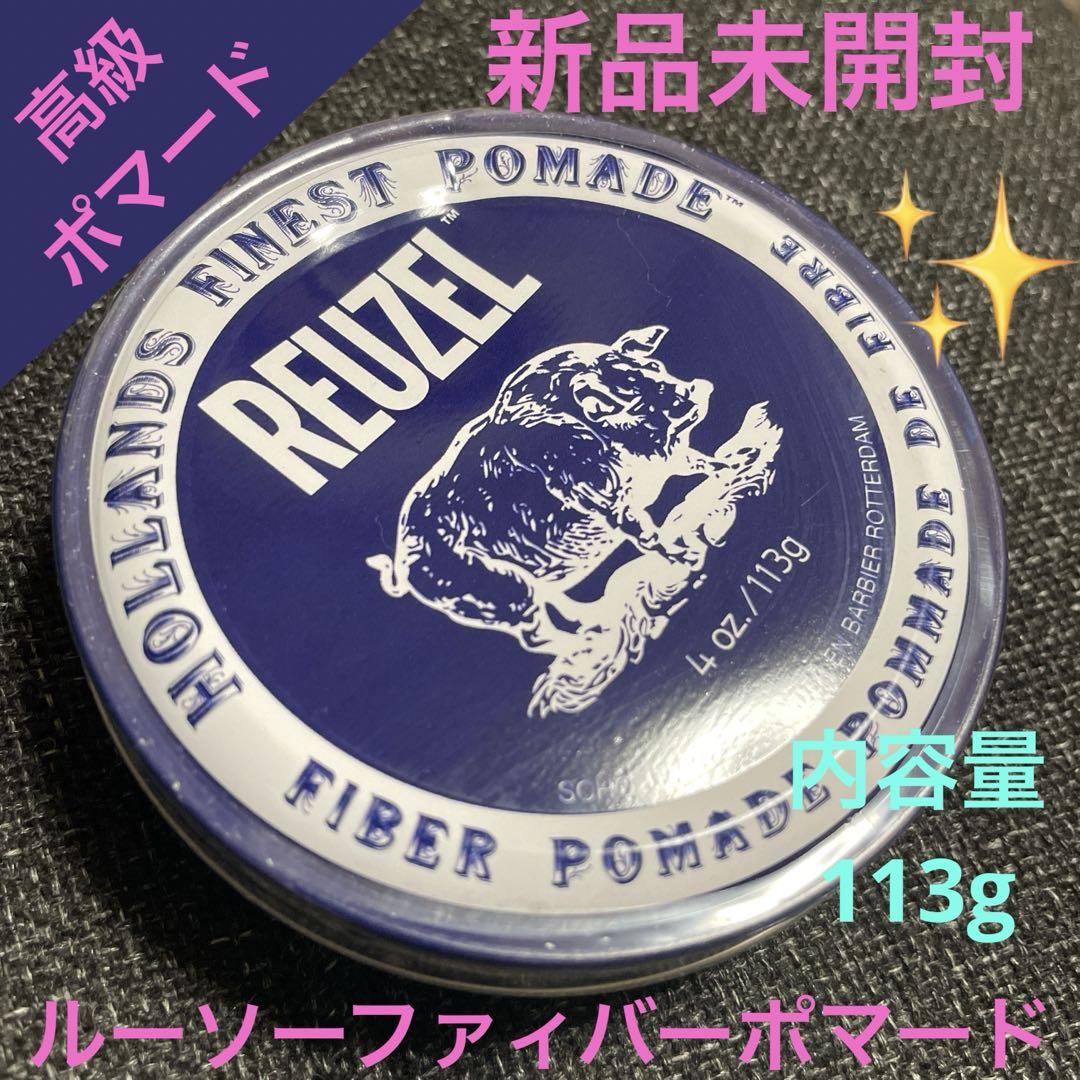 高級
ポマード
新品未開封
HOLLANDS FINEST POMADE™
REUZEL™
4 oz./113g
BARBIER ROTTERDAM
FIBER POMADE
POMMADE DE FIBRE
内容量
113g
ルーソーファイバーポマード